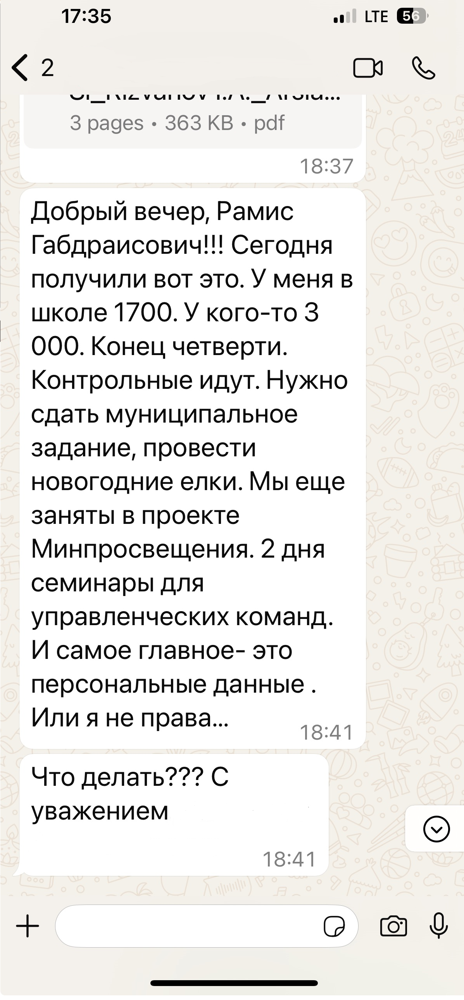 17:35
LTE 56
2
3 pages • 363 KB • pdf
18:37
Добрый вечер, Рамис
Габдраисович!!! Сегодня
получили вот это. У меня в
школе 1700. У кого-то 3
000. Конец четверти.
Контрольные идут. Нужно
сдать муниципальное
задание, провести
новогодние елки. Мы еще
заняты в проекте
Минпросвещения. 2 дня
семинары для
управленческих команд.
И самое главное- это
персональные данные .
Или я не права...
18:41
Что делать??? С
уважением
18:41